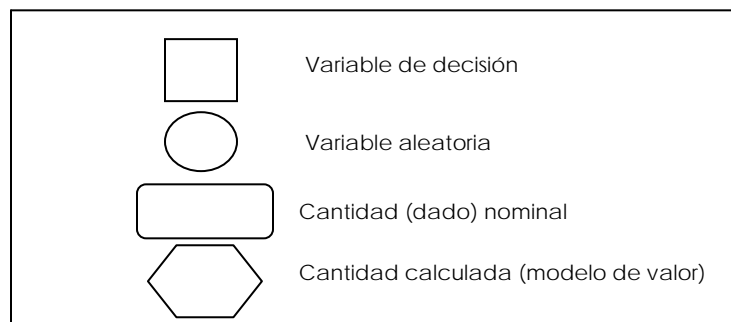 Variable de decisión
Variable aleatoria
Cantidad (dado) nominal
Cantidad calculada (modelo de valor)